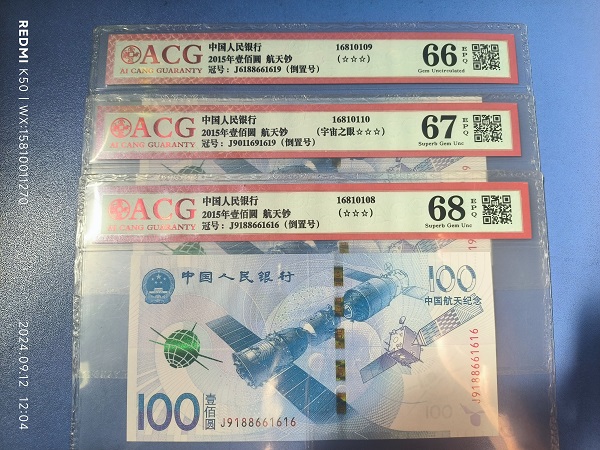 ACG
AI CANG GUARANTY
中国人民银行
2015年壹佰圆 航天钞
冠号: J6188661619 (倒置号)
16810109
(☆☆☆)
66 EPQ
Gem Uncirculated
ACG
AI CANG GUARANTY
中国人民银行
2015年壹佰圆 航天钞
冠号: J9011691619 (倒置号)
16810110
(宇宙之眼☆☆☆)
67 EPQ
Superb Gem Unc
ACG
AI CANG GUARANTY
中国人民银行
2015年壹佰圆 航天钞
冠号: J9188661616 (倒置号)
16810108
(☆☆☆)
68 EPQ
Superb Gem Unc
中国人民银行
100
中国航天纪念
J9188661616
100
壹佰圆
J9188661616
REDMI K50 | WX:15810011270
2024.09.12 12:04